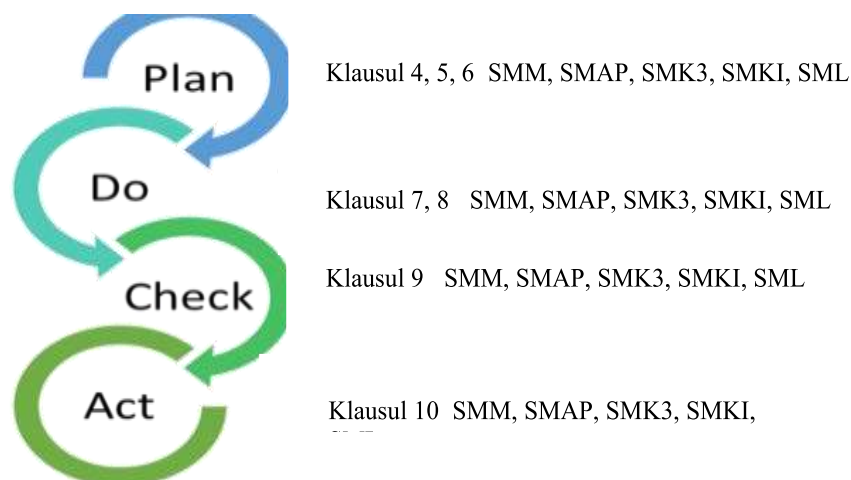 Plan
Klausul 4, 5, 6 SMM, SMAP, SMK3, SMKI, SML
Do
Klausul 7, 8 SMM, SMAP, SMK3, SMKI, SML
Klausul 9 SMM, SMAP, SMK3, SMKI, SML
Check
Act
Klausul 10 SMM, SMAP, SMK3, SMKI,